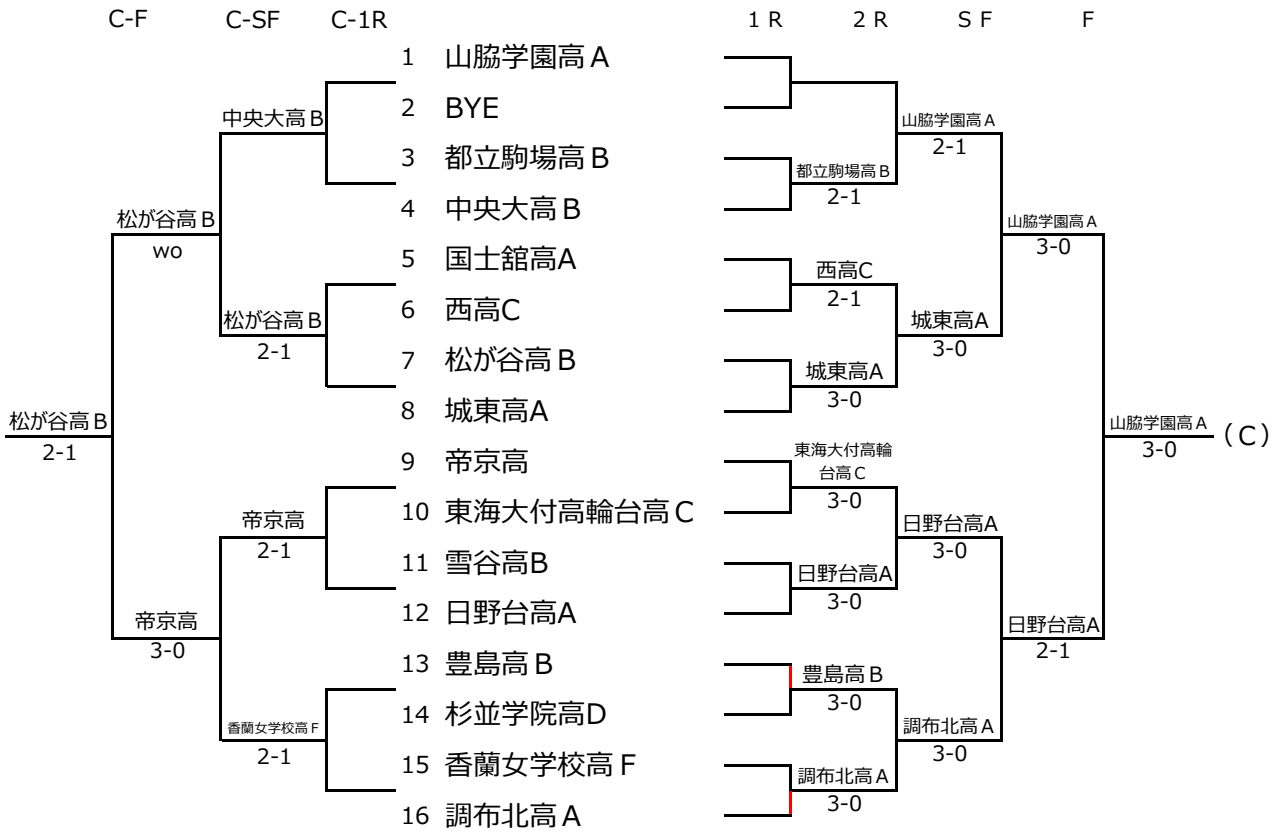 C-F C-SF C-1R 1 R 2 R S F F
1 山脇学園高A
2 BYE
中央大高B
山脇学園高A
2-1
3 都立駒場高B
都立駒場高B
2-1
4 中央大高B
松が谷高B
wo
山脇学園高A
3-0
5 国士舘高A
西高C
2-1
6 西高C
松が谷高B
2-1
城東高A
3-0
7 松が谷高B
城東高A
3-0
8 城東高A
松が谷高B
2-1
山脇学園高A
3-0
(C)
9 帝京高
東海大付高輪
台高C
3-0
10 東海大付高輪台高C
帝京高
2-1
日野台高A
3-0
11 雪谷高B
日野台高A
3-0
12 日野台高A
帝京高
3-0
日野台高A
2-1
13 豊島高B
豊島高B
3-0
14 杉並学院高D
香蘭女学校高F
2-1
調布北高A
3-0
15 香蘭女学校高F
調布北高A
3-0
16 調布北高A